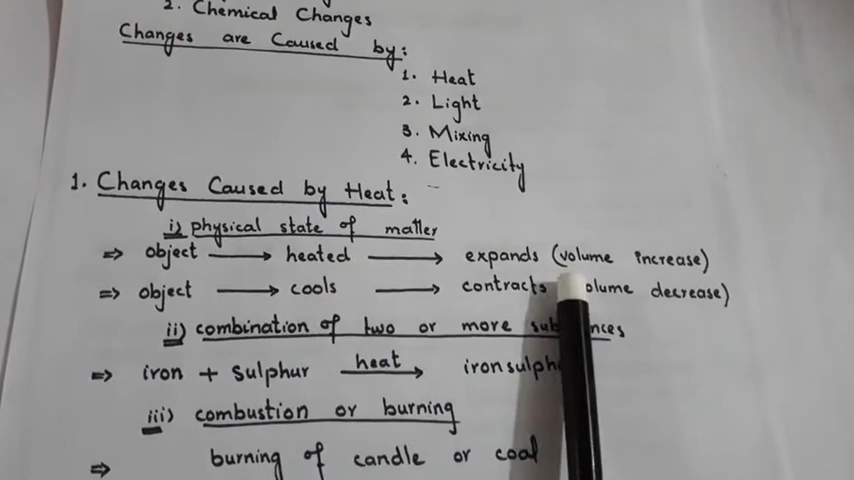 2. Chemical Changes
Changes are Caused by:
1. Heat
2. Light
3. Mixing
4. Electricity
1. Changes Caused by Heat:
i) physical state of matter
⇒ object → heated → expands (volume increase)
⇒ object → cools → contracts decrease)
ii) combination of two or more
⇒ iron + sulphur heat →
iii) combustion or burning
⇒ burning of candle or coal